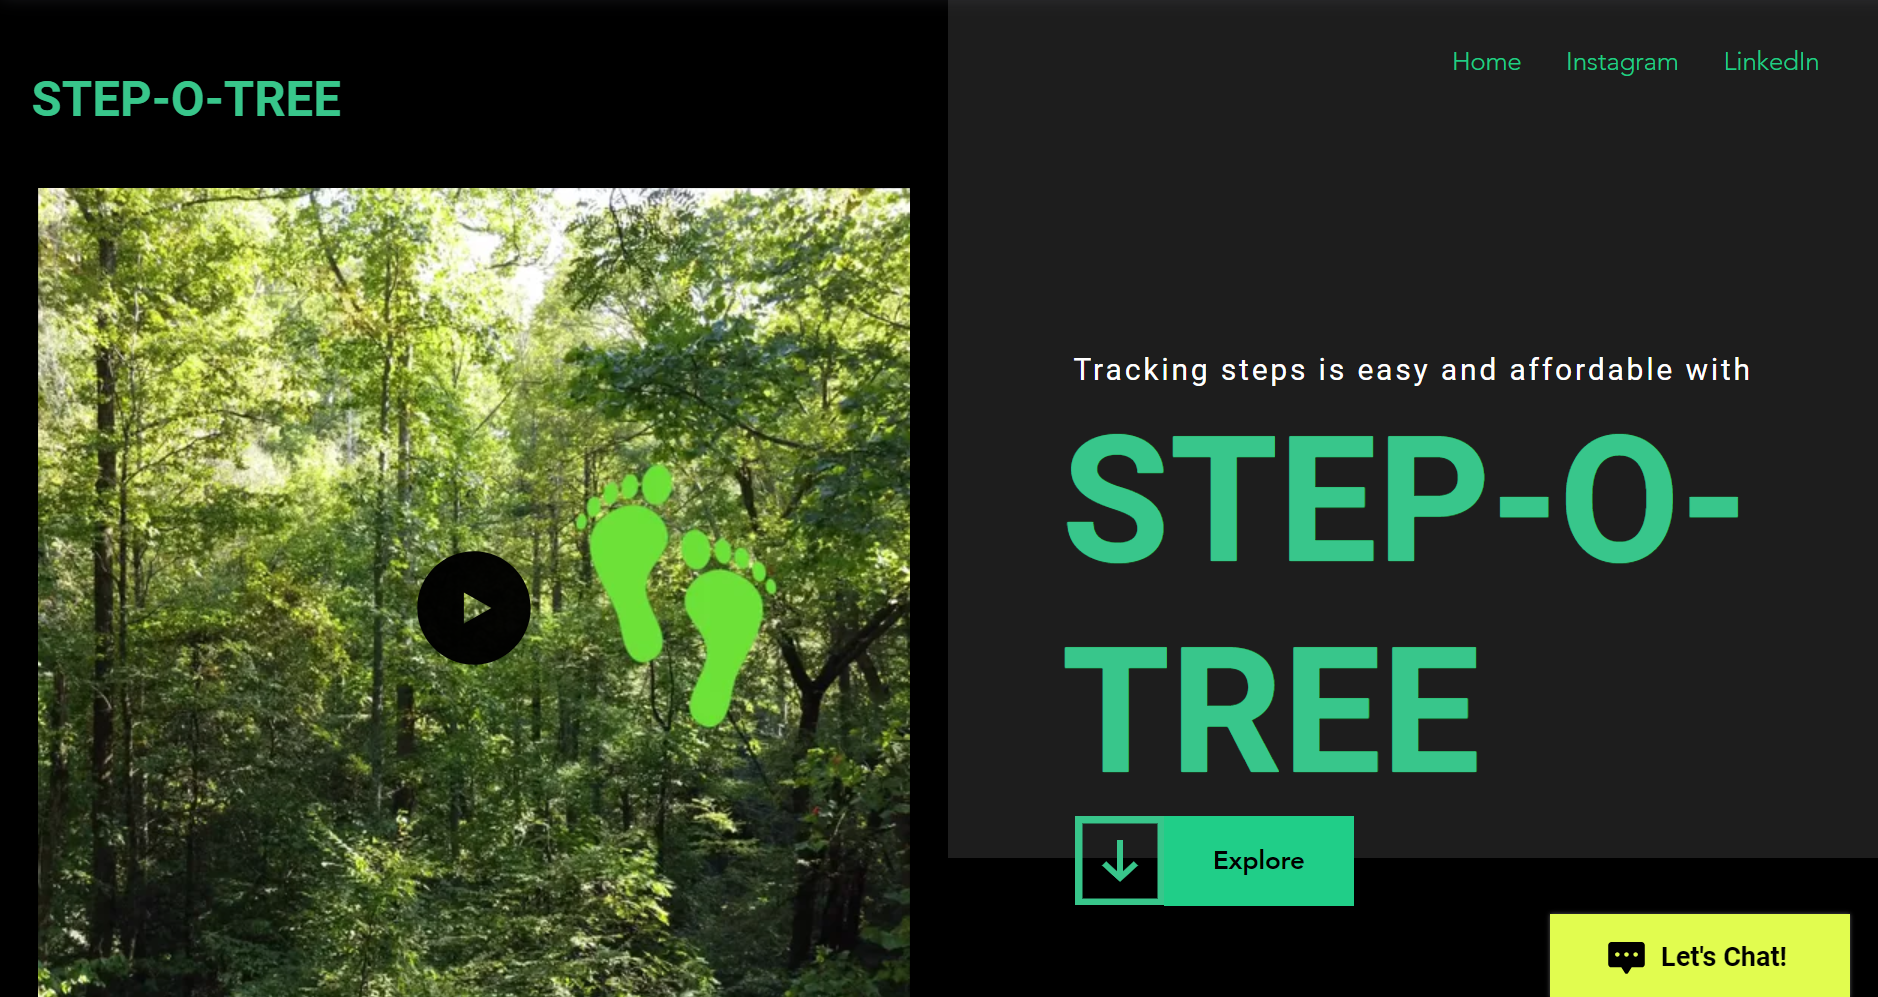 STEP-O-TREE
Home
Instagram
LinkedIn
Tracking steps is easy and affordable with
STEP-O-
TREE
Explore
Let's Chat!